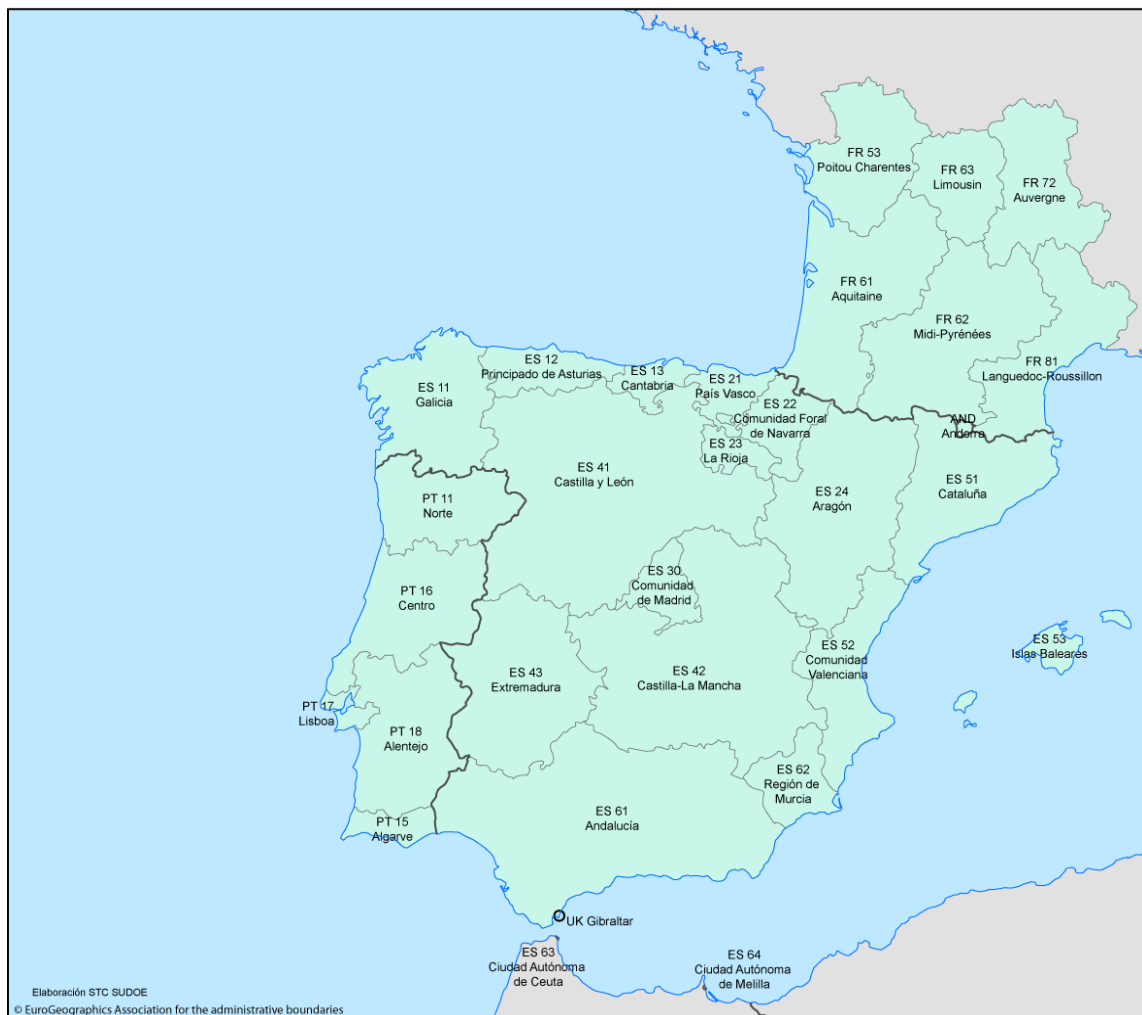 FR 53
Poitou Charentes
FR 63
Limousin
FR 72
Auvergne
FR 61
Aquitaine
FR 62
Midi-Pyrénées
FR 81
Languedoc-Roussillon
ES 11
Galicia
ES 12
Principado de Asturias
ES 13
Cantabria
ES 21
País Vasco
ES 22
Comunidad Foral
de Navarra
ES 23
La Rioja
AND
Andorra
ES 41
Castilla y León
ES 24
Aragón
ES 51
Cataluña
PT 11
Norte
PT 16
Centro
ES 30
Comunidad
de Madrid
ES 43
Extremadura
ES 42
Castilla-La Mancha
ES 52
Comunidad
Valenciana
ES 53
Islas Baleares
PT 17
Lisboa
PT 18
Alentejo
ES 62
Región de
Murcia
PT 15
Algarve
ES 61
Andalucía
UK Gibraltar
ES 63
Ciudad Autónoma
de Ceuta
ES 64
Ciudad Autónoma
de Melilla
Elaboración STC SUDOE
© EuroGeographics Association for the administrative boundaries